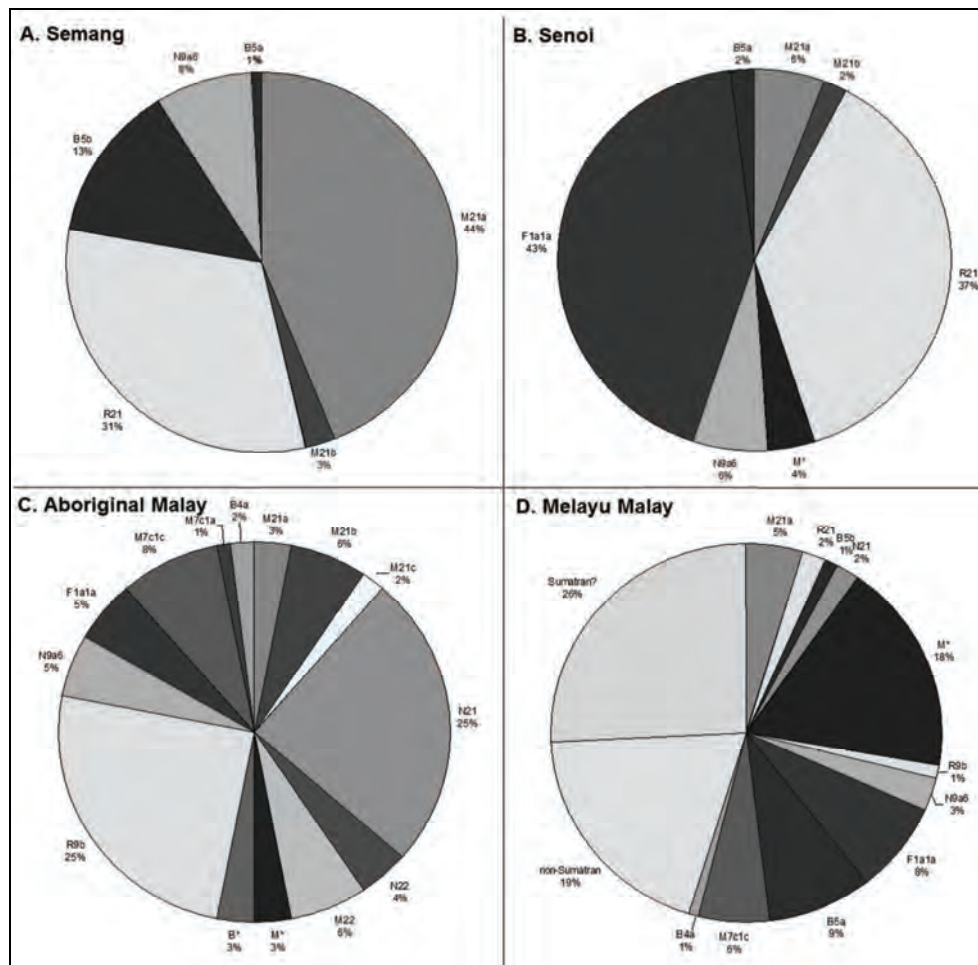 A. Semang
B5a
1%
N9a6
8%
B5b
13%
M21a
44%
R21
31%
M21b
3%
B. Senoi
B5a
2%
M21a
6%
M21b
2%
F1a1a
43%
R21
37%
N9a6
6%
M*
4%
C. Aboriginal Malay
M7c1a
1%
B4a
2%
M21a
3%
M21b
6%
M21c
2%
M7c1c
8%
F1a1a
5%
N9a6
5%
N21
25%
R9b
25%
N22
4%
M22
6%
M*
3%
B*
3%
D. Melayu Malay
M21a
5%
R21
2%
B5b
1%
N21
2%
Sumatran?
26%
M*
18%
R9b
1%
N9a6
3%
F1a1a
8%
non-Sumatran
19%
B4a
1%
M7c1c
6%
B5a
9%